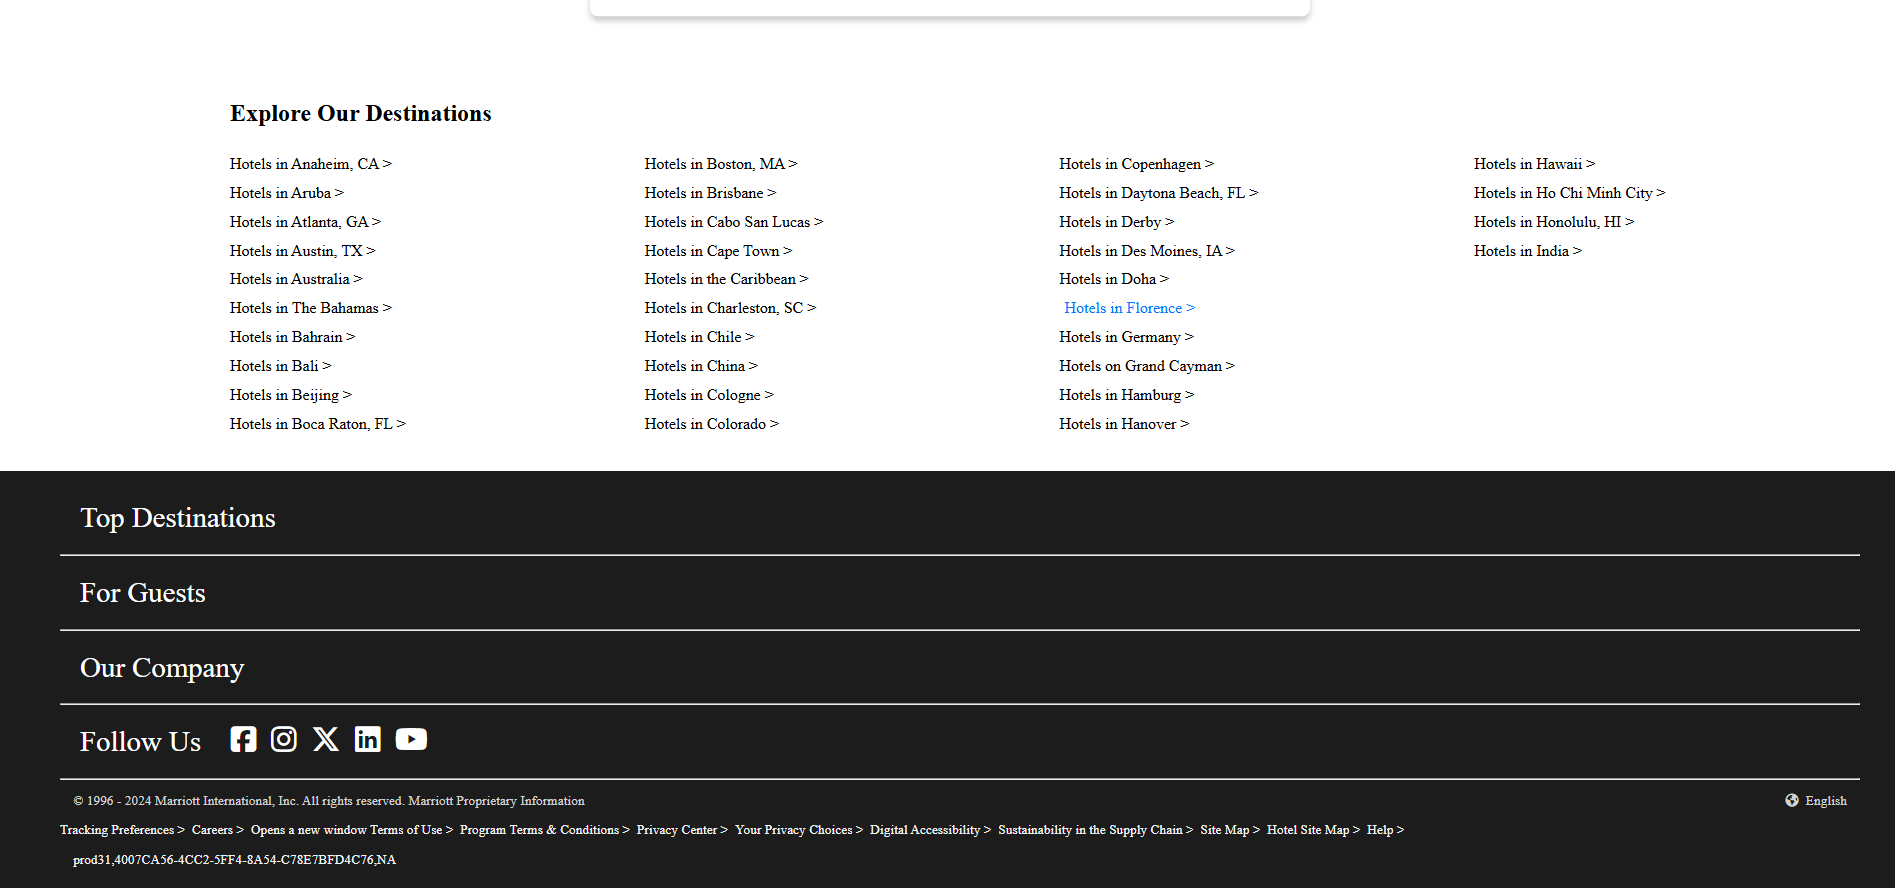 Explore Our Destinations
Hotels in Anaheim, CA >
Hotels in Aruba >
Hotels in Atlanta, GA >
Hotels in Austin, TX >
Hotels in Australia >
Hotels in The Bahamas >
Hotels in Bahrain >
Hotels in Bali >
Hotels in Beijing >
Hotels in Boca Raton, FL >
Hotels in Boston, MA >
Hotels in Brisbane >
Hotels in Cabo San Lucas >
Hotels in Cape Town >
Hotels in the Caribbean >
Hotels in Charleston, SC >
Hotels in Chile >
Hotels in China >
Hotels in Cologne >
Hotels in Colorado >
Hotels in Copenhagen >
Hotels in Daytona Beach, FL >
Hotels in Derby >
Hotels in Des Moines, IA >
Hotels in Doha >
Hotels in Florence >
Hotels in Germany >
Hotels on Grand Cayman >
Hotels in Hamburg >
Hotels in Hanover >
Hotels in Hawaii >
Hotels in Ho Chi Minh City >
Hotels in Honolulu, HI >
Hotels in India >
Top Destinations
For Guests
Our Company
Follow Us
© 1996 - 2024 Marriott International, Inc. All rights reserved. Marriott Proprietary Information
English
Tracking Preferences > Careers > Opens a new window Terms of Use > Program Terms & Conditions > Privacy Center > Your Privacy Choices > Digital Accessibility > Sustainability in the Supply Chain > Site Map > Hotel Site Map > Help >
prod31,4007CA56-4CC2-5FF4-8A54-C78E7BFD4C76,NA